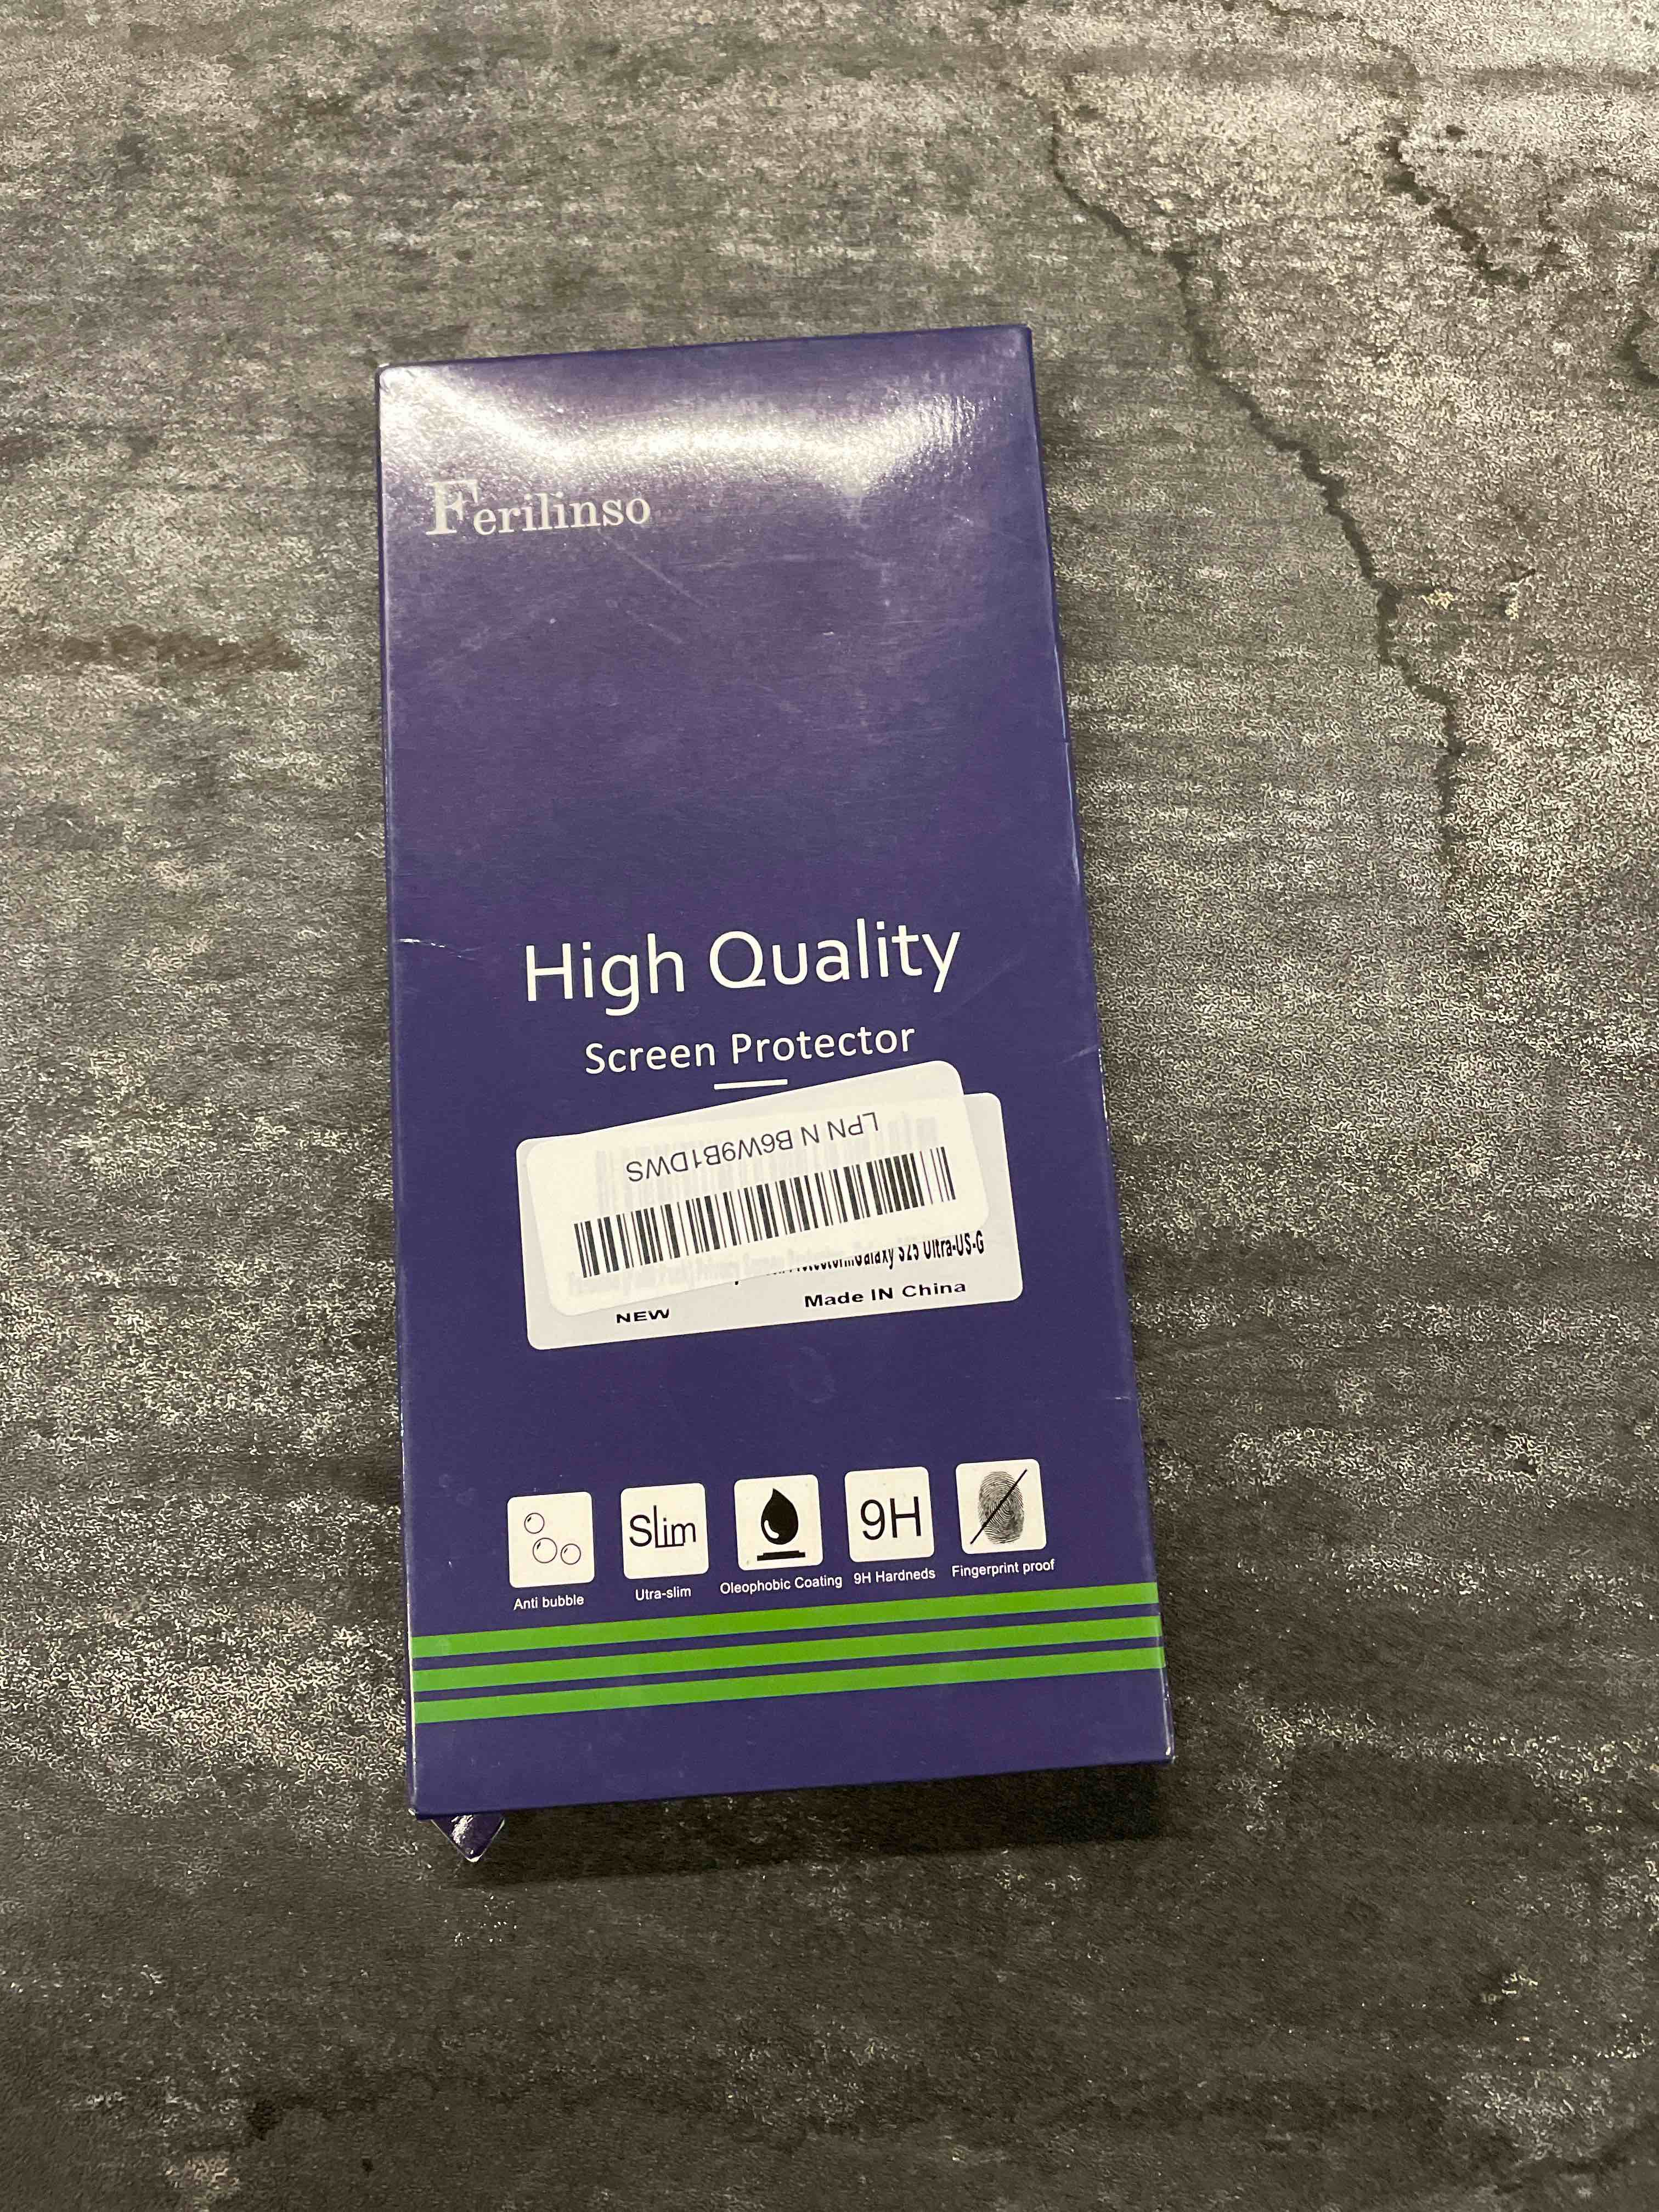 Ferilinso
High Quality
Screen Protector
LPN N B6W9B1DWS
Galaxy S25 Ultra-US-G
NEW
Made IN China
SLim
9H
Anti bubble
Utra-slim
Oleophobic Coating
9H Hardneds
Fingerprint proof